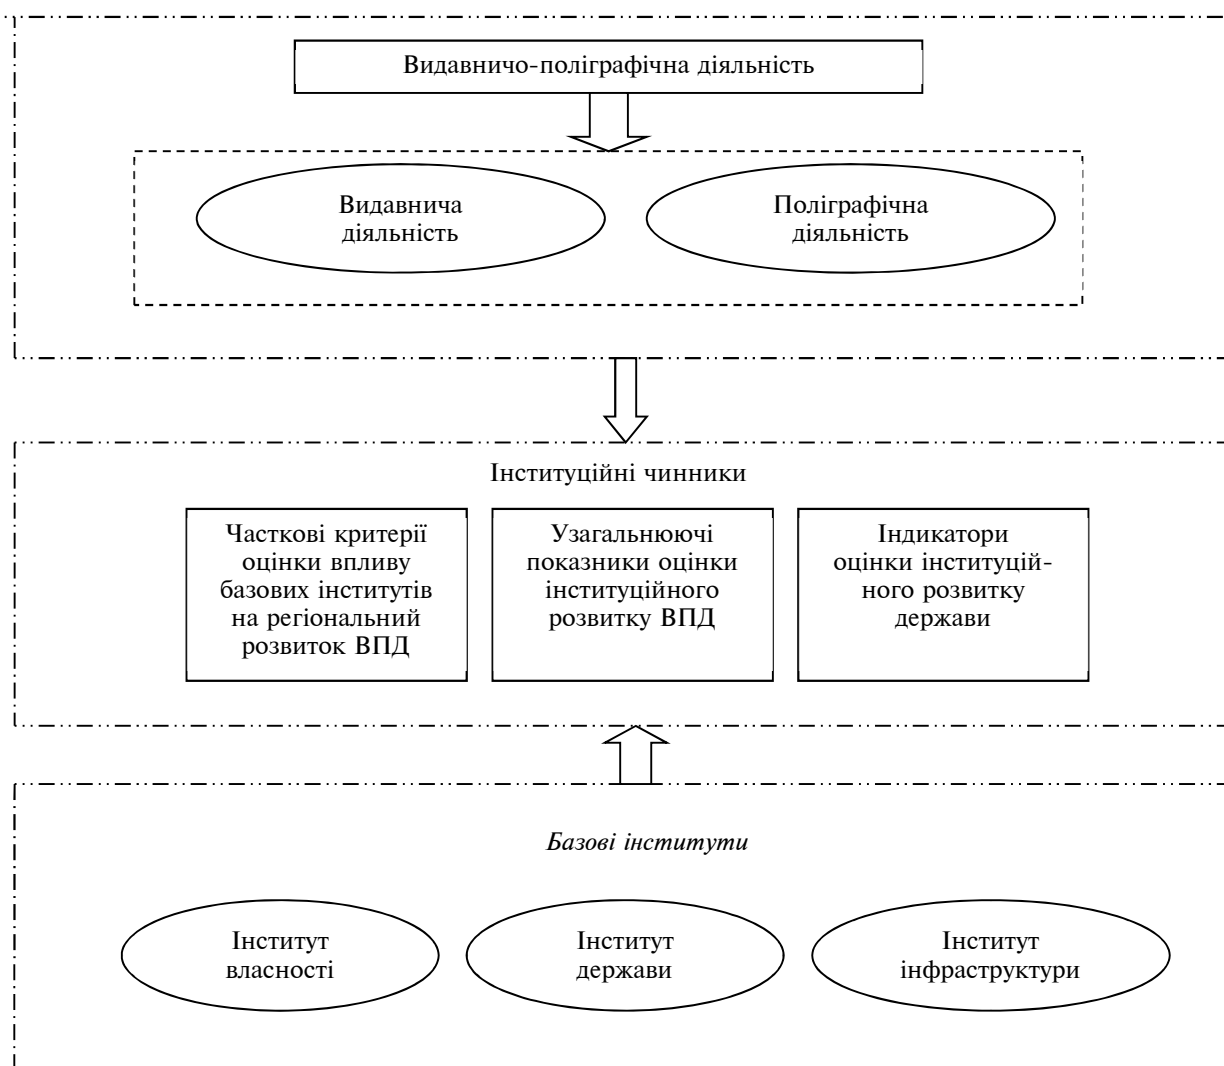 Видавничо-поліграфічна діяльність
Видавнича
діяльність
Поліграфічна
діяльність
Інституційні чинники
Часткові критерії
оцінки впливу
базових інститутів
на регіональний
розвиток ВПД
Узагальнюючі
показники оцінки
інституційного
розвитку ВПД
Індикатори
оцінки інституцій-
ного розвитку
держави
Базові інститути
Інститут
власності
Інститут
держави
Інститут
інфраструктури